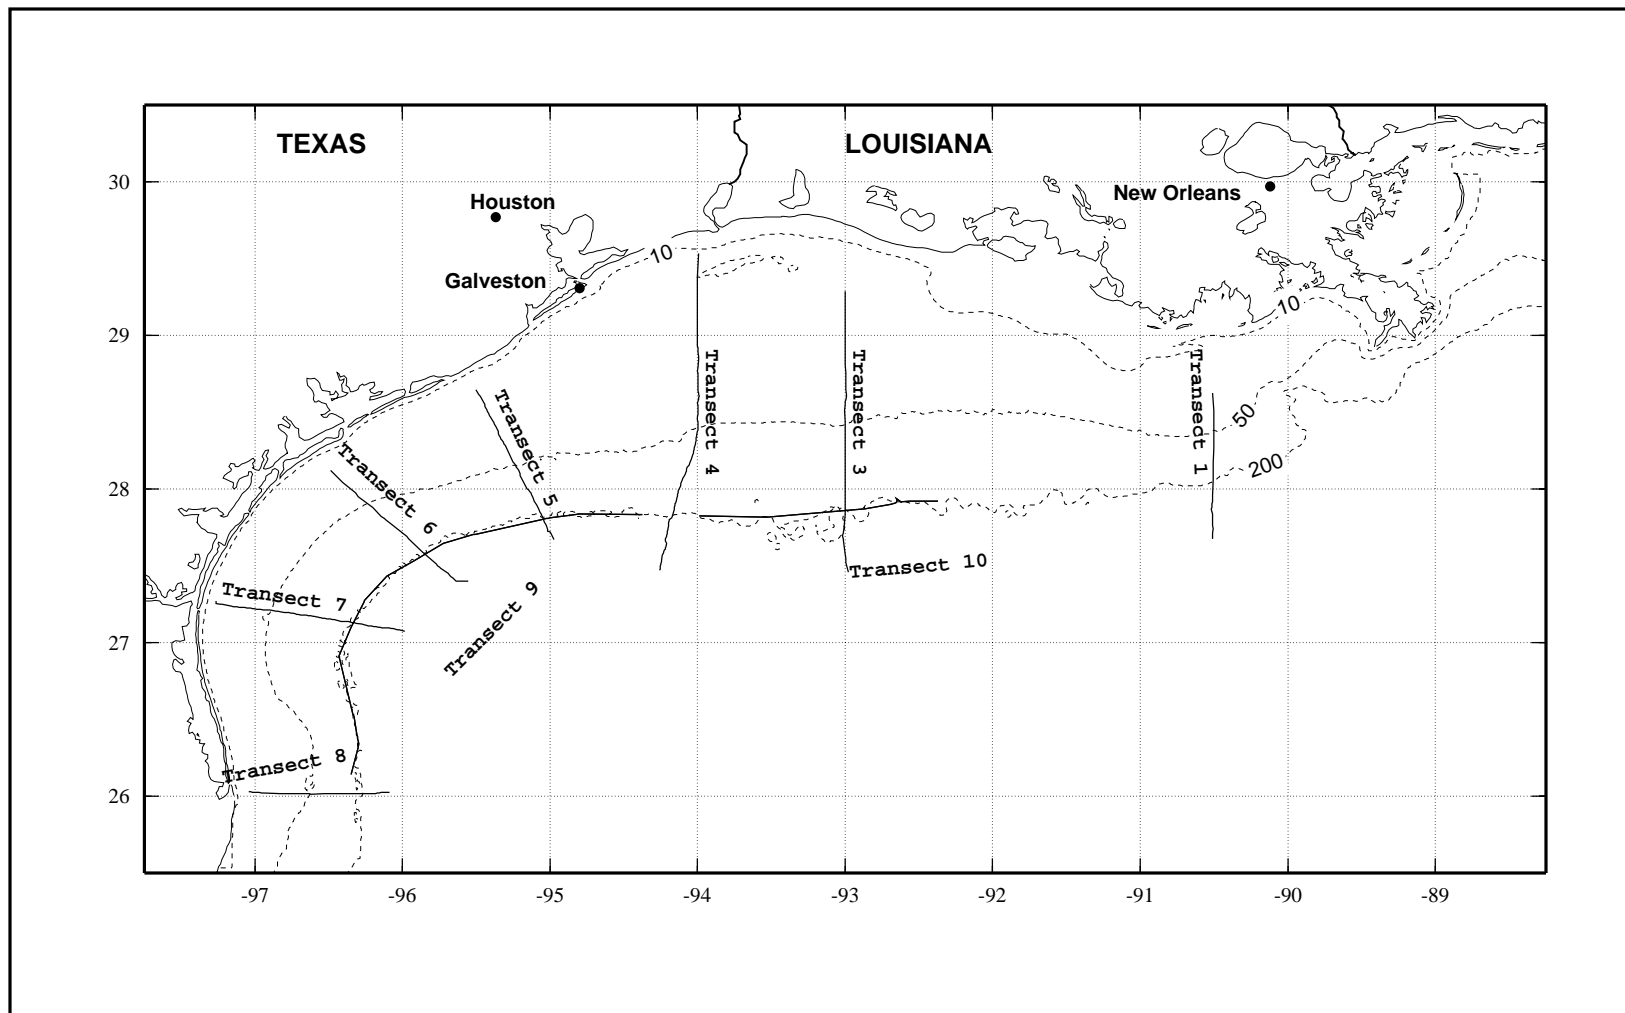 TEXAS
LOUISIANA
30
New Orleans
Houston
10
Galveston
10
29
Transect 4
Transect 3
Transect 1
Transect 5
50
Transect 6
200
28
Transect 10
Transect 7
Transect 9
27
Transect 8
26
-97
-96
-95
-94
-93
-92
-91
-90
-89